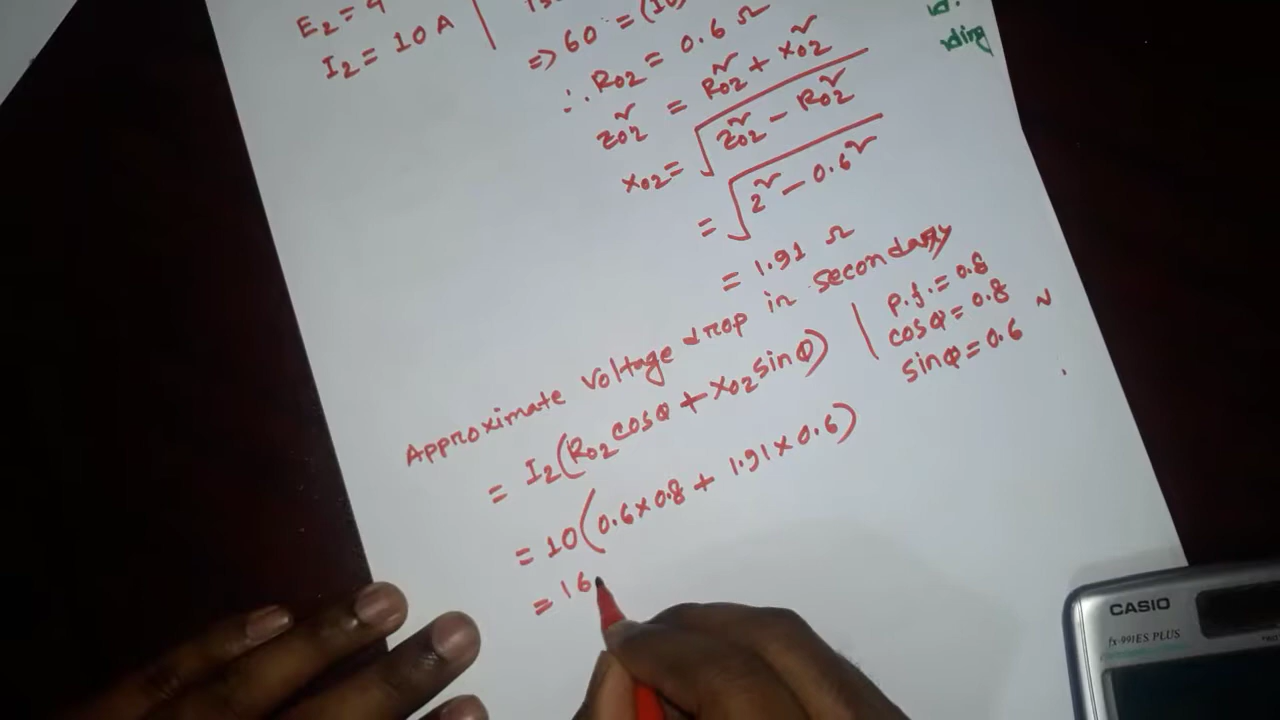 E₂ = 4
I₂ = 10 A
=> 60 = (10)
∴ R₀₂ = 0.6 Ω
Z₀₂² = R₀₂² + X₀₂²
X₀₂ = √(Z₀₂² - R₀₂²)
= √(2² - 0.6²)
= 1.91 Ω
Approximate voltage drop in secondary
= I₂(R₀₂ cosφ + X₀₂ sinφ)
= 10(0.6×0.8 + 1.91×0.6)
= 16
p.f. = 0.8
cosφ = 0.8
sinφ = 0.6
ding
CASIO
fx-991ES PLUS